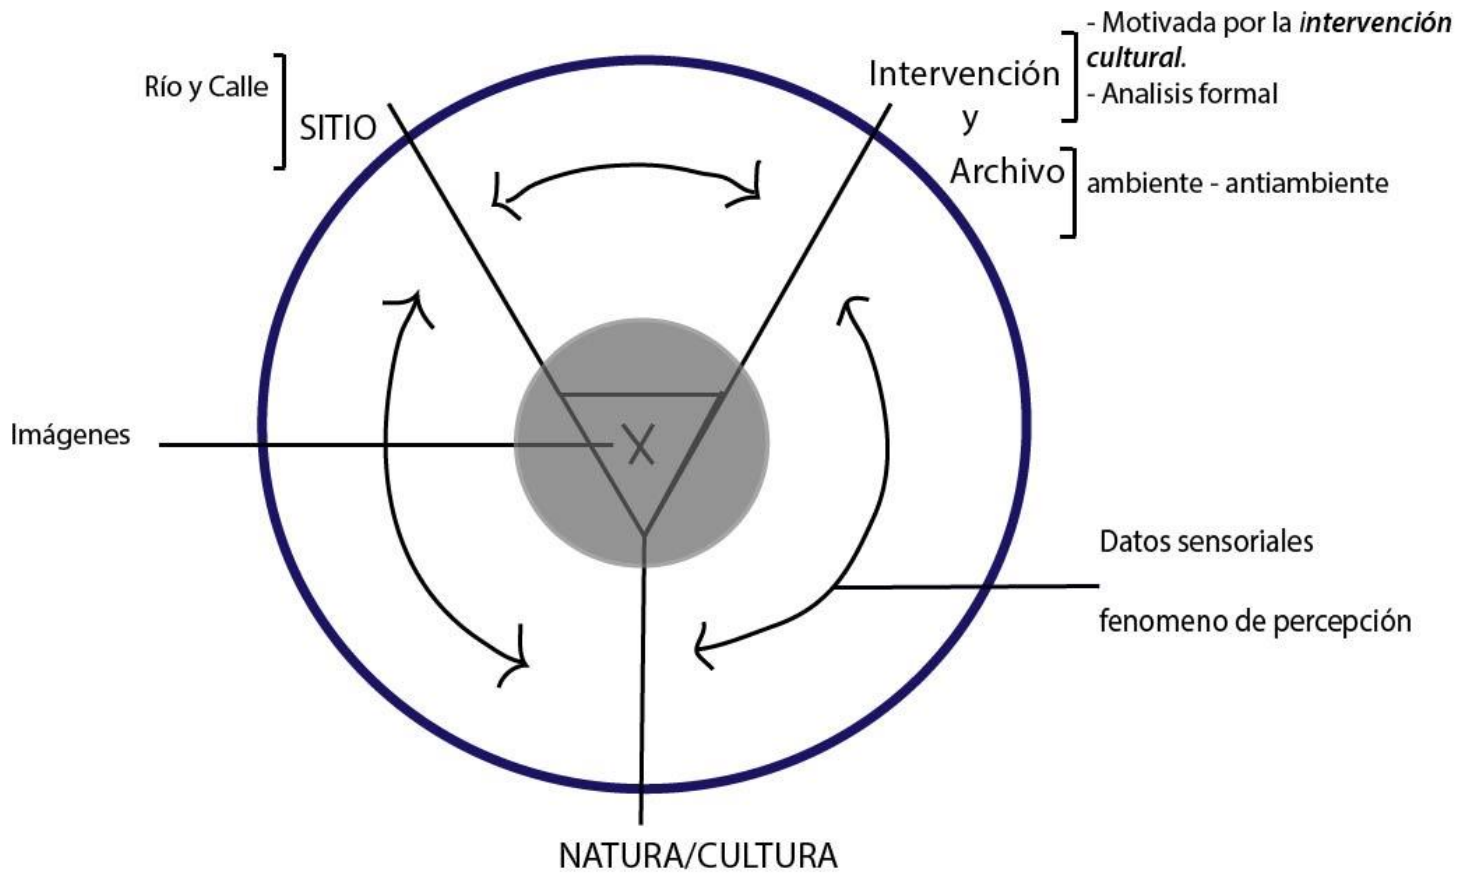 Río y Calle
SITIO
Intervención
y
Archivo
- Motivada por la intervención
cultural.
- Analisis formal
ambiente - antiambiente
Imágenes
X
Datos sensoriales
fenomeno de percepción
NATURA/CULTURA